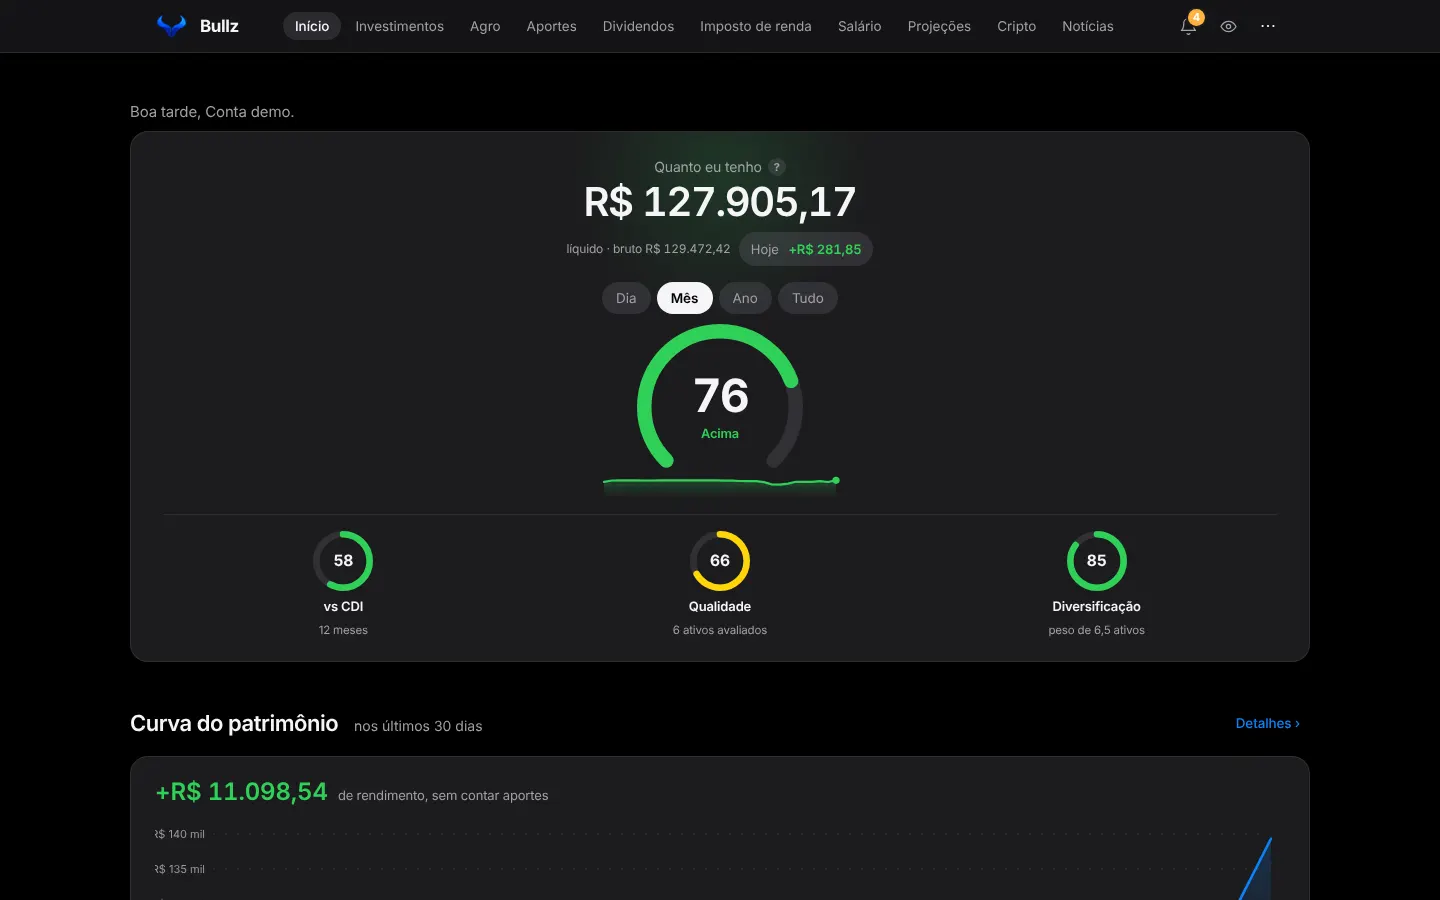 Bullz
Início
Investimentos
Agro
Aportes
Dividendos
Imposto de renda
Salário
Projeções
Cripto
Notícias
4
Boa tarde, Conta demo.
Quanto eu tenho ?
R$ 127.905,17
líquido · bruto R$ 129.472,42
Hoje +R$ 281,85
Dia
Mês
Ano
Tudo
76
Acima
58
vs CDI
12 meses
66
Qualidade
6 ativos avaliados
85
Diversificação
peso de 6,5 ativos
Curva do patrimônio nos últimos 30 dias
Detalhes ›
+R$ 11.098,54 de rendimento, sem contar aportes
R$ 140 mil
R$ 135 mil